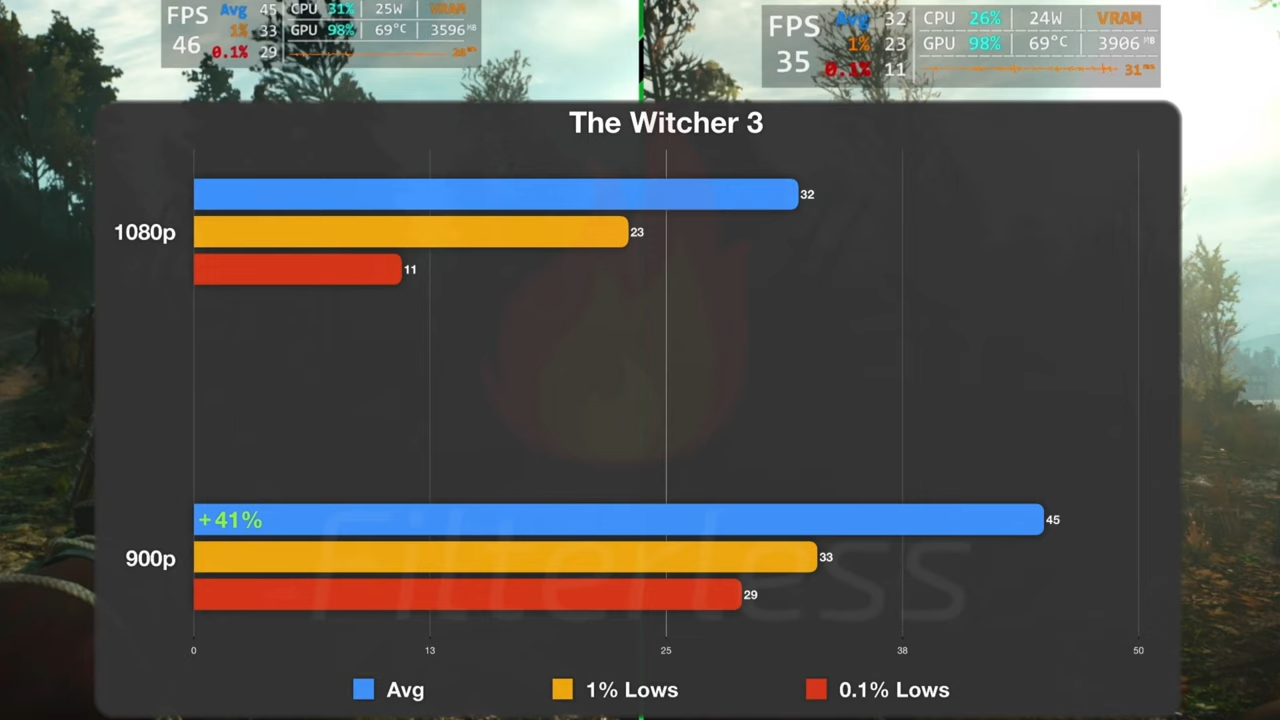 FPS Avg 45 CPU 31% 25W VRAM
46 1% 33 GPU 98% 69°C 3596 MB
0.1% 29
FPS Avg 32 CPU 26% 24W VRAM
35 1% 23 GPU 98% 69°C 3906 MB
0.1% 11 31 ms
The Witcher 3
32
1080p 23
11
+41% 45
900p 33
29
Filterless
0 13 25 38 50
Avg 1% Lows 0.1% Lows